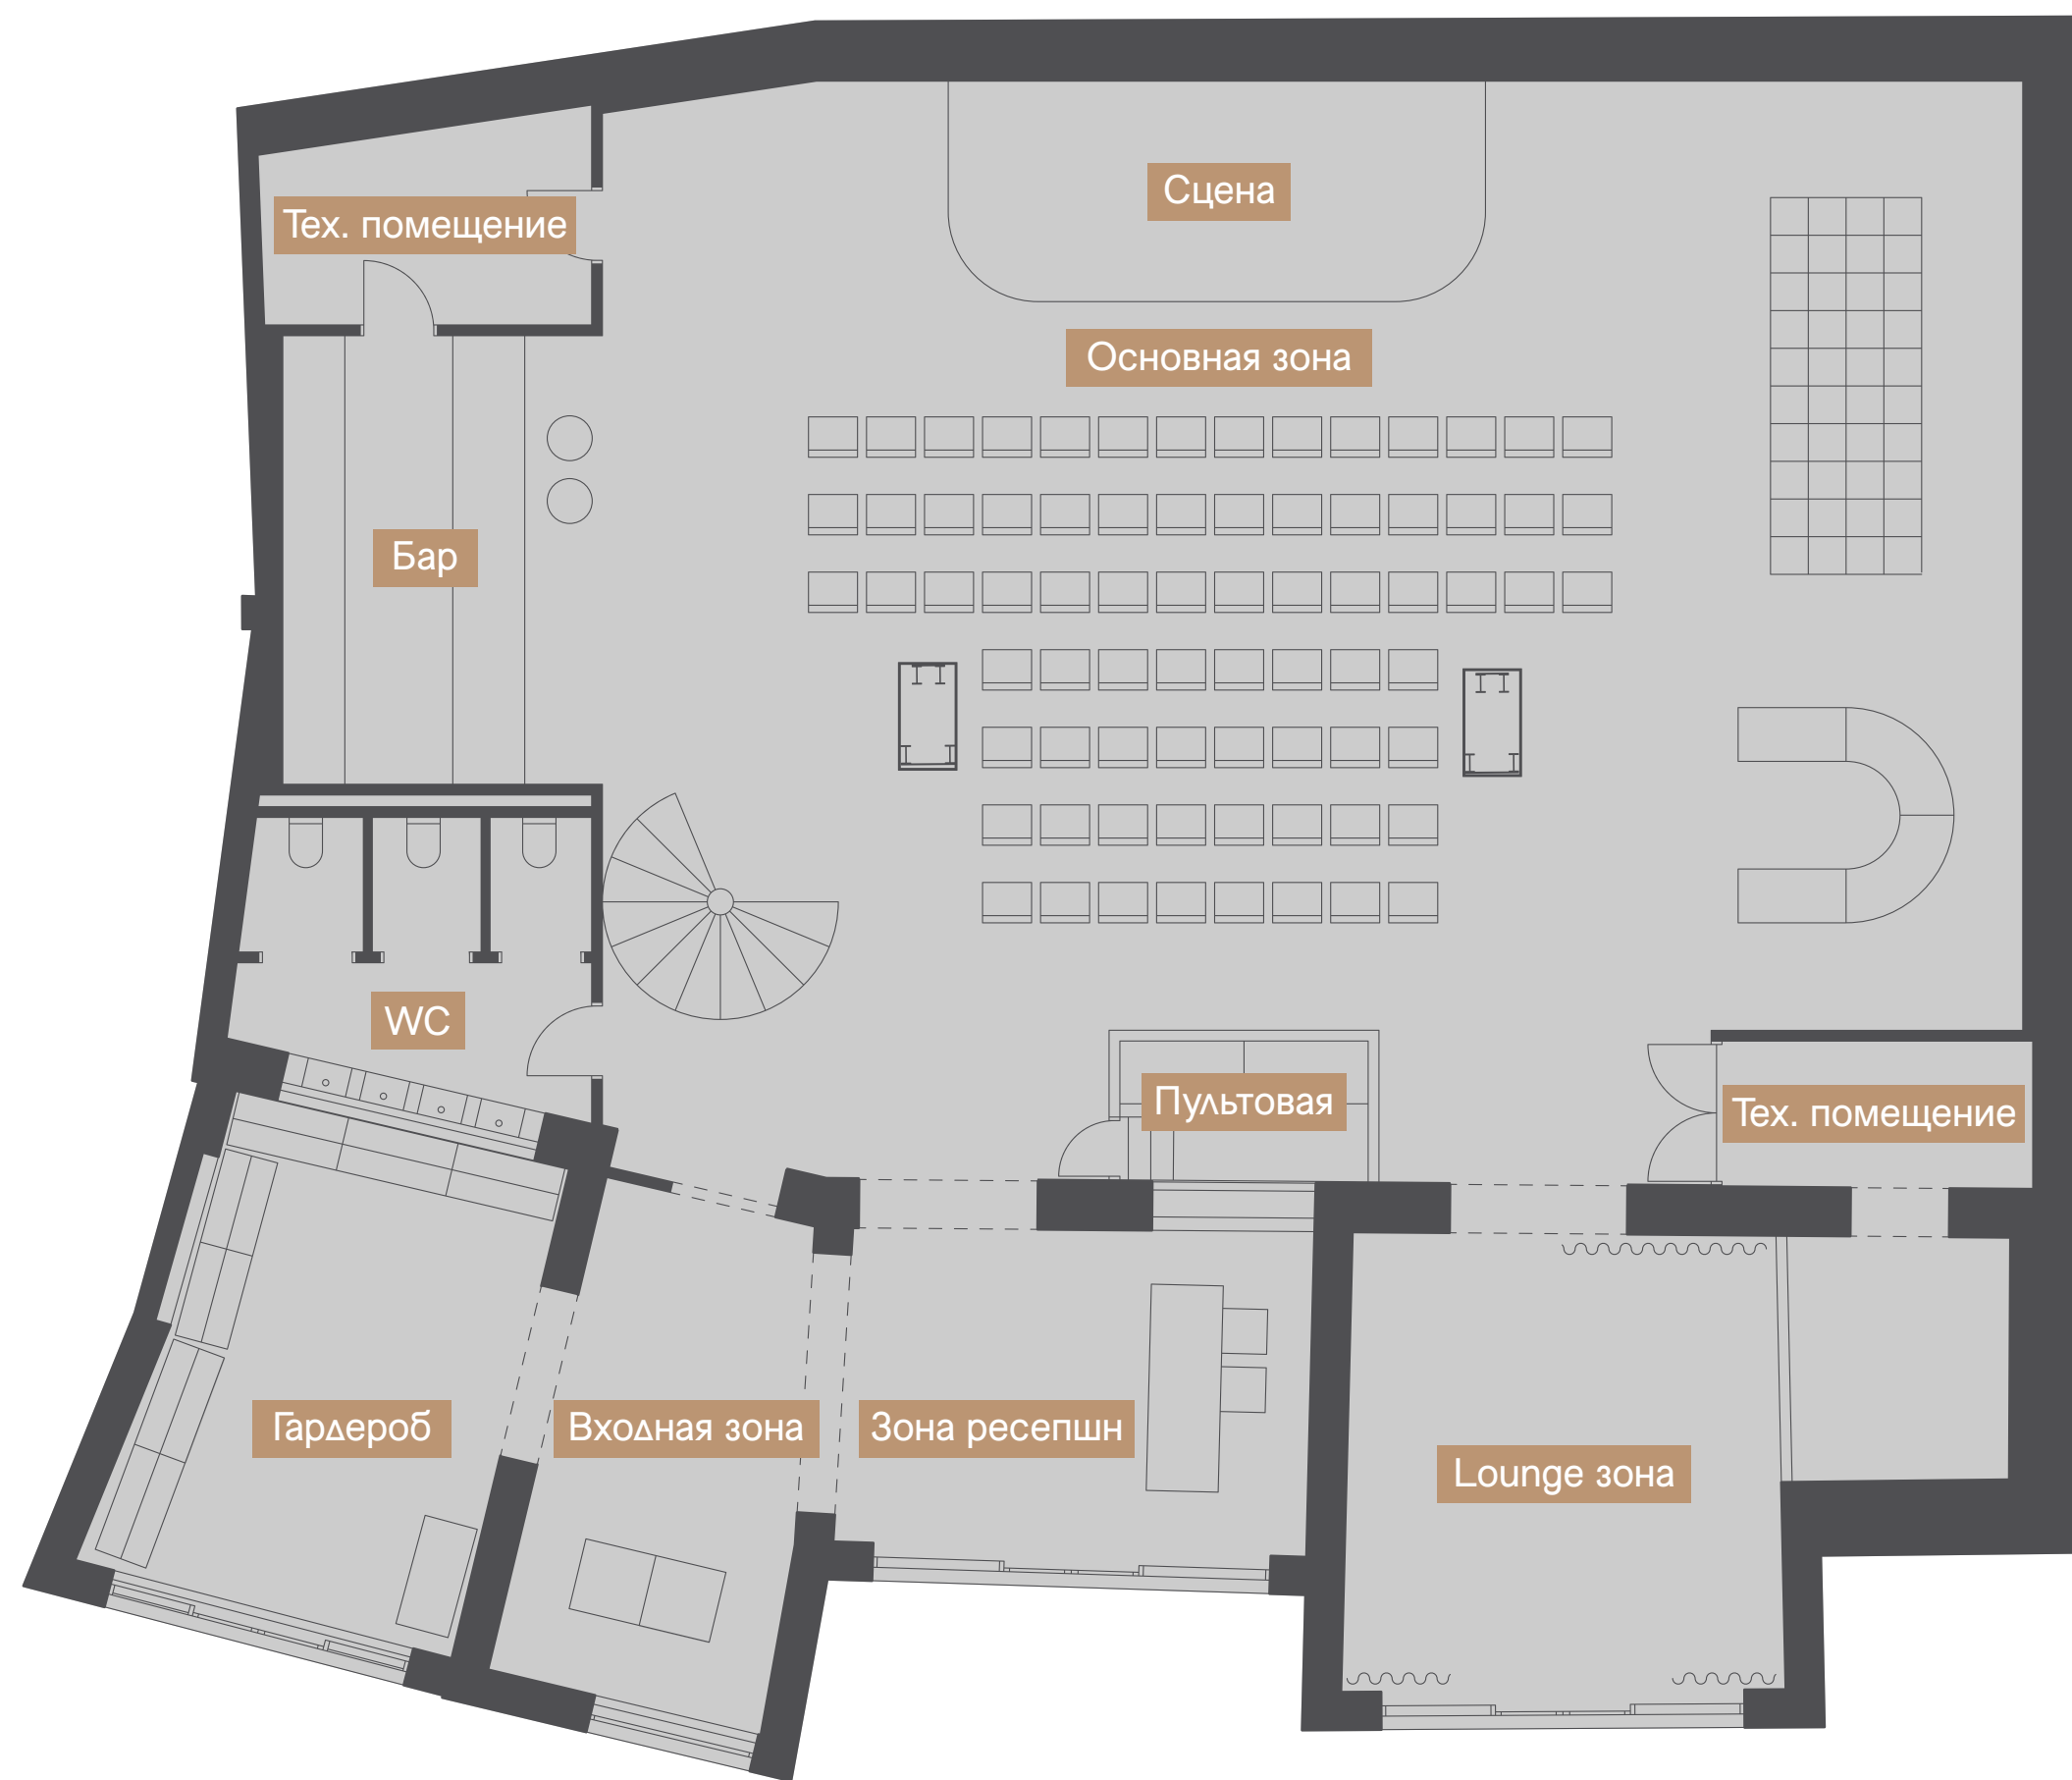 Сцена
Тех. помещение
Основная зона
Бар
WC
Пультовая
Тех. помещение
Гардероб
Входная зона
Зона ресепшн
Lounge зона